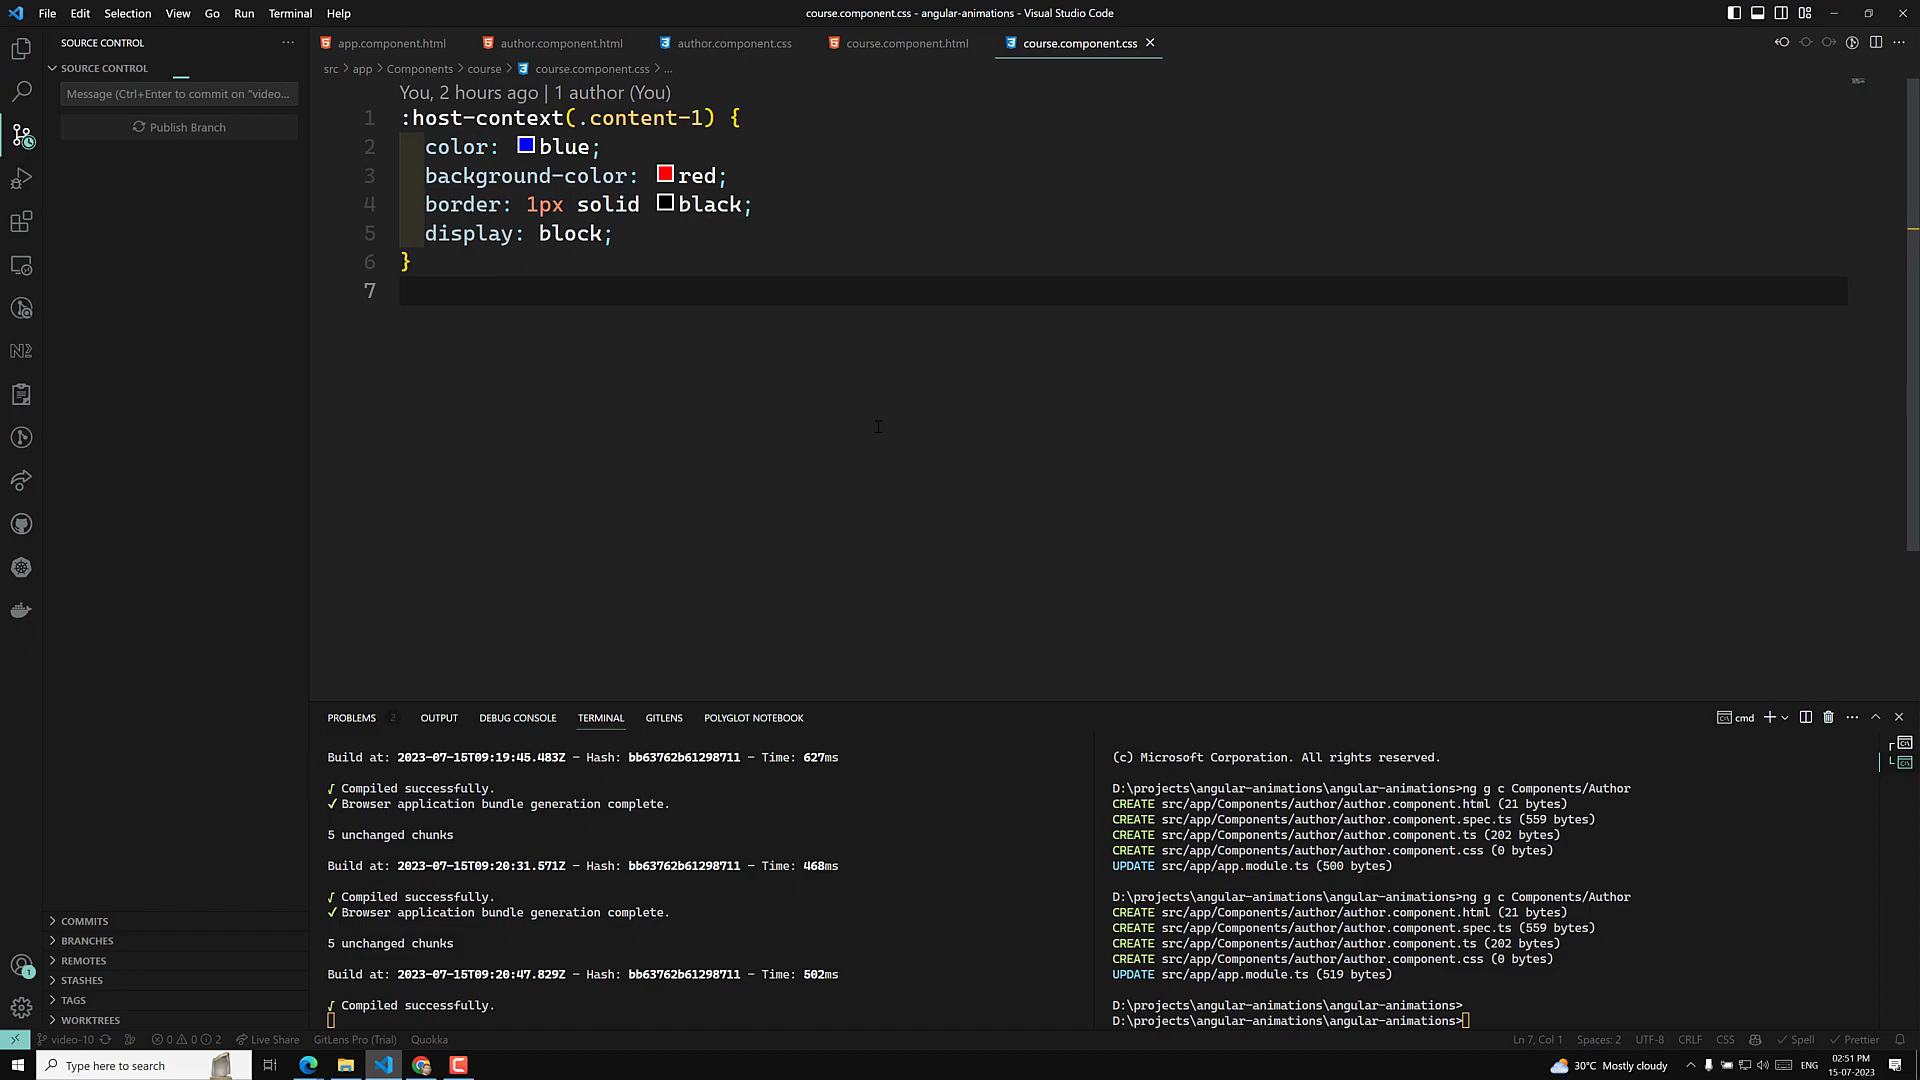 File Edit Selection View Go Run Terminal Help
course.component.css - angular-animations - Visual Studio Code
SOURCE CONTROL
app.component.html author.component.html author.component.css course.component.html course.component.css
SOURCE CONTROL
src > app > Components > course > course.component.css > ...
Message (Ctrl+Enter to commit on "video...
Publish Branch
You, 2 hours ago | 1 author (You)
1 :host-context(.content-1) {
2 color: blue;
3 background-color: red;
4 border: 1px solid black;
5 display: block;
6 }
7
PROBLEMS 2 OUTPUT DEBUG CONSOLE TERMINAL GITLENS POLYGLOT NOTEBOOK
cmd
Build at: 2023-07-15T09:19:45.483Z - Hash: bb63762b61298711 - Time: 627ms
√ Compiled successfully.
✓ Browser application bundle generation complete.
5 unchanged chunks
Build at: 2023-07-15T09:20:31.571Z - Hash: bb63762b61298711 - Time: 468ms
√ Compiled successfully.
✓ Browser application bundle generation complete.
5 unchanged chunks
Build at: 2023-07-15T09:20:47.829Z - Hash: bb63762b61298711 - Time: 502ms
√ Compiled successfully.
(c) Microsoft Corporation. All rights reserved.
D:\projects\angular-animations\angular-animations>ng g c Components/Author
CREATE src/app/Components/author/author.component.html (21 bytes)
CREATE src/app/Components/author/author.component.spec.ts (559 bytes)
CREATE src/app/Components/author/author.component.ts (202 bytes)
CREATE src/app/Components/author/author.component.css (0 bytes)
UPDATE src/app/app.module.ts (500 bytes)
D:\projects\angular-animations\angular-animations>ng g c Components/Author
CREATE src/app/Components/author/author.component.html (21 bytes)
CREATE src/app/Components/author/author.component.spec.ts (559 bytes)
CREATE src/app/Components/author/author.component.ts (202 bytes)
CREATE src/app/Components/author/author.component.css (0 bytes)
UPDATE src/app/app.module.ts (519 bytes)
D:\projects\angular-animations\angular-animations>
D:\projects\angular-animations\angular-animations>
COMMITS
BRANCHES
REMOTES
STASHES
TAGS
WORKTREES
1
video-10 0 0 2 Live Share GitLens Pro (Trial) Quokka
Ln 7, Col 1 Spaces: 2 UTF-8 CRLF CSS Spell Prettier
Type here to search
30°C Mostly cloudy ENG
02:51 PM
15-07-2023